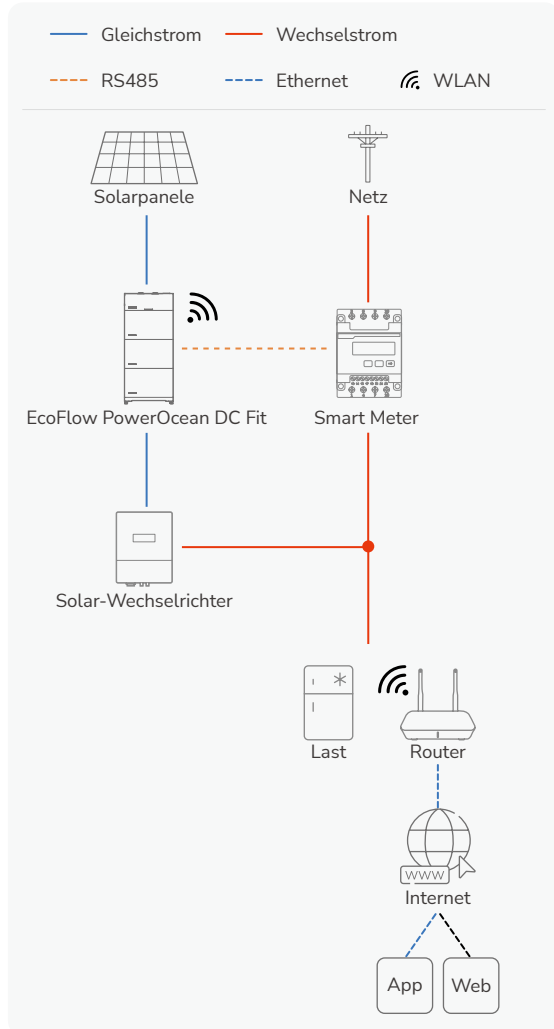 Gleichstrom
Wechselstrom
RS485
Ethernet
WLAN
Solarpanele
Netz
EcoFlow PowerOcean DC Fit
Smart Meter
Solar-Wechselrichter
Last
Router
WWW
Internet
App
Web